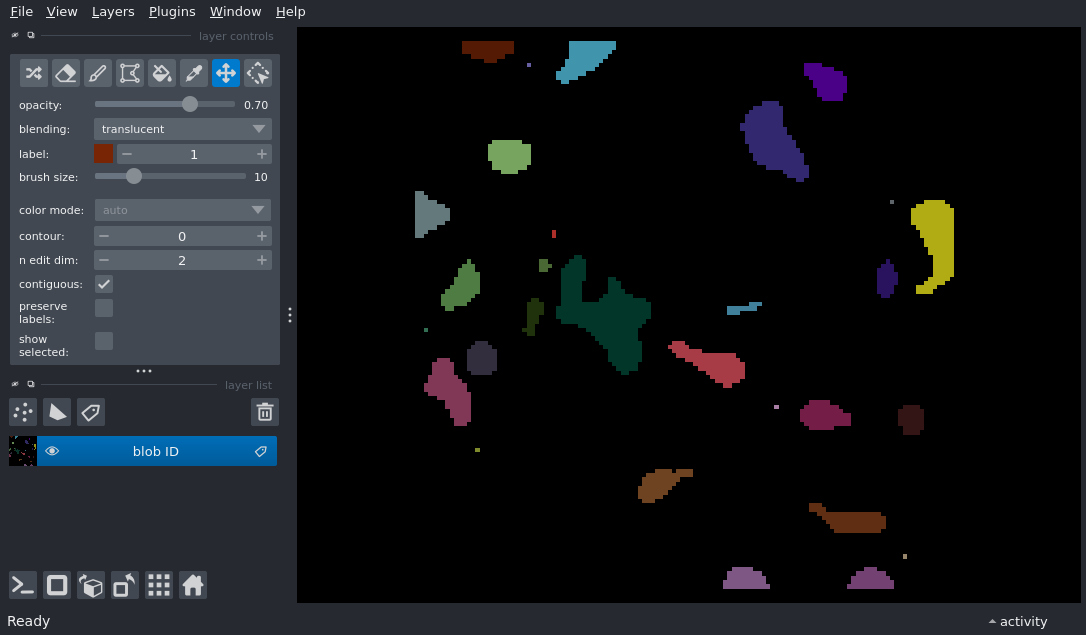 File View Layers Plugins Window Help
layer controls
opacity: 0.70
blending: translucent
label: 1
brush size: 10
color mode: auto
contour: 0
n edit dim: 2
contiguous:
preserve
labels:
show
selected:
layer list
blob ID
Ready
activity